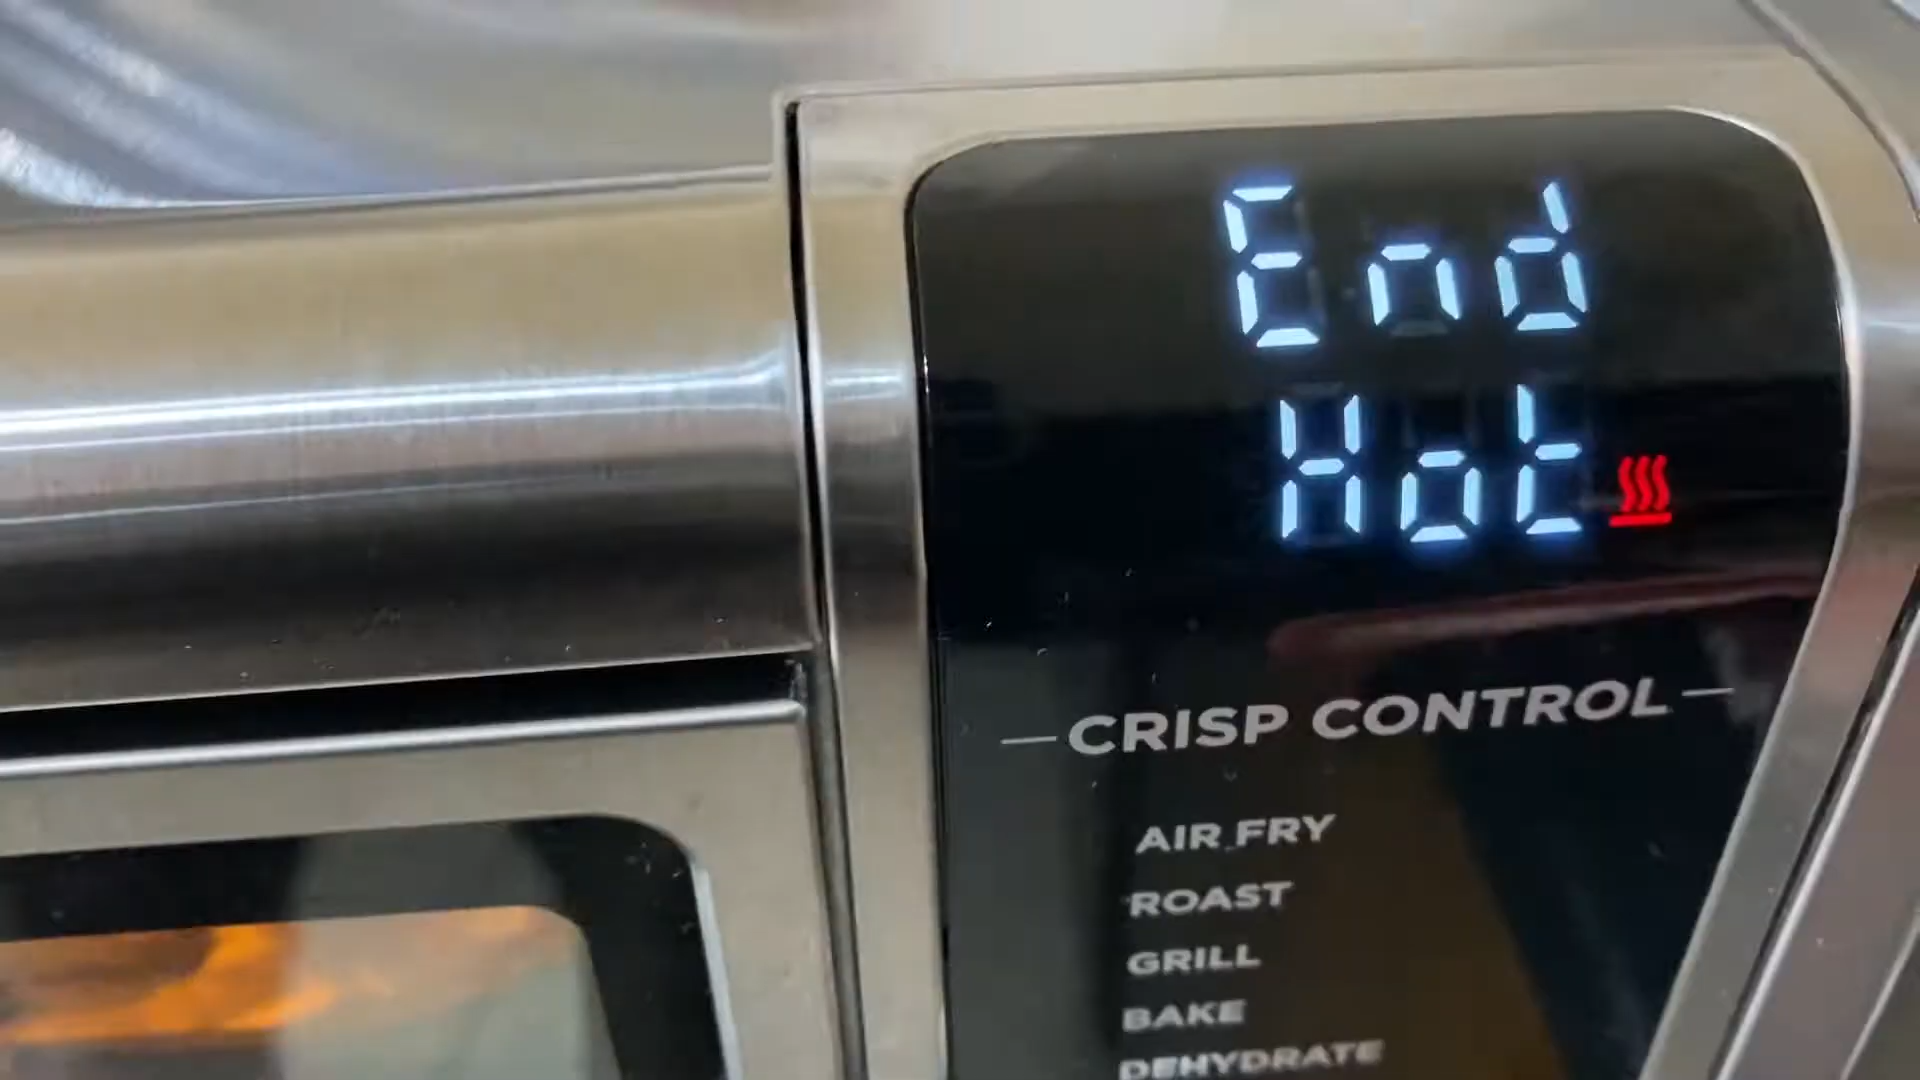 End
Hot
CRISP CONTROL
AIR FRY
ROAST
GRILL
BAKE
DEHYDRATE